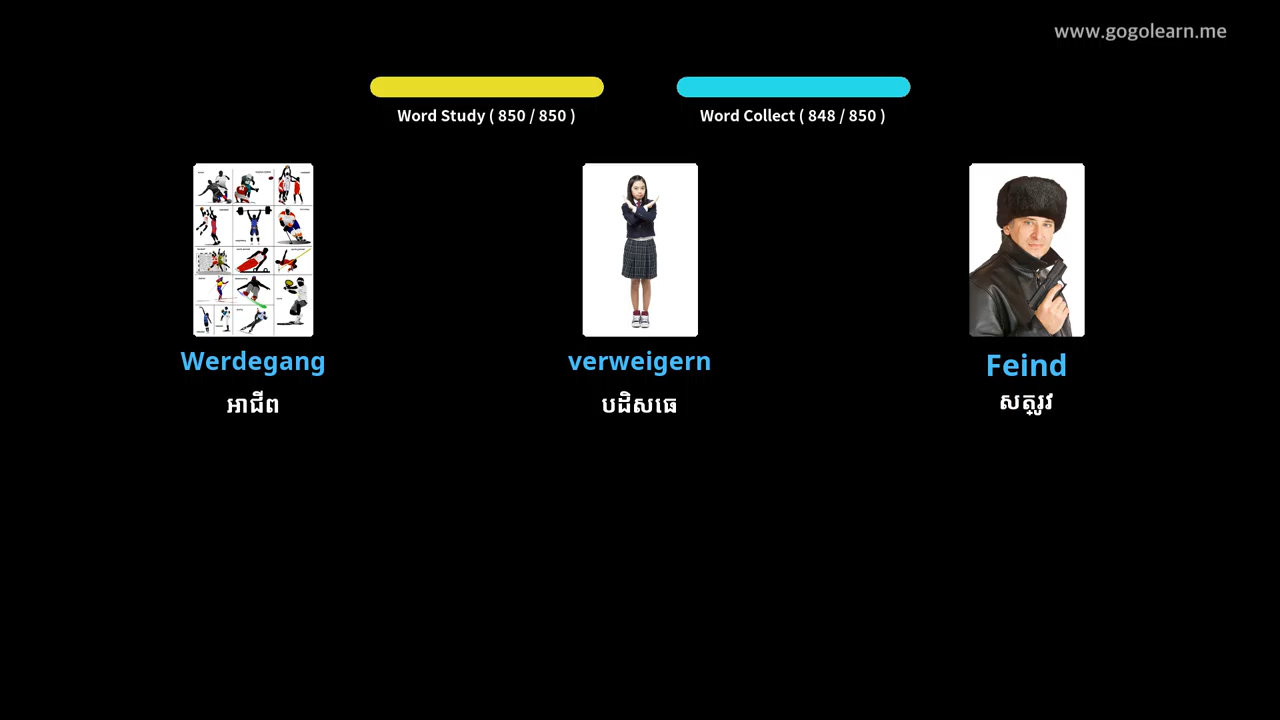 www.gogolearn.me
Word Study ( 850 / 850 )
Word Collect ( 848 / 850 )
Werdegang
verweigern
Feind
អាជីព
បដិសធេ
សត្រូវ